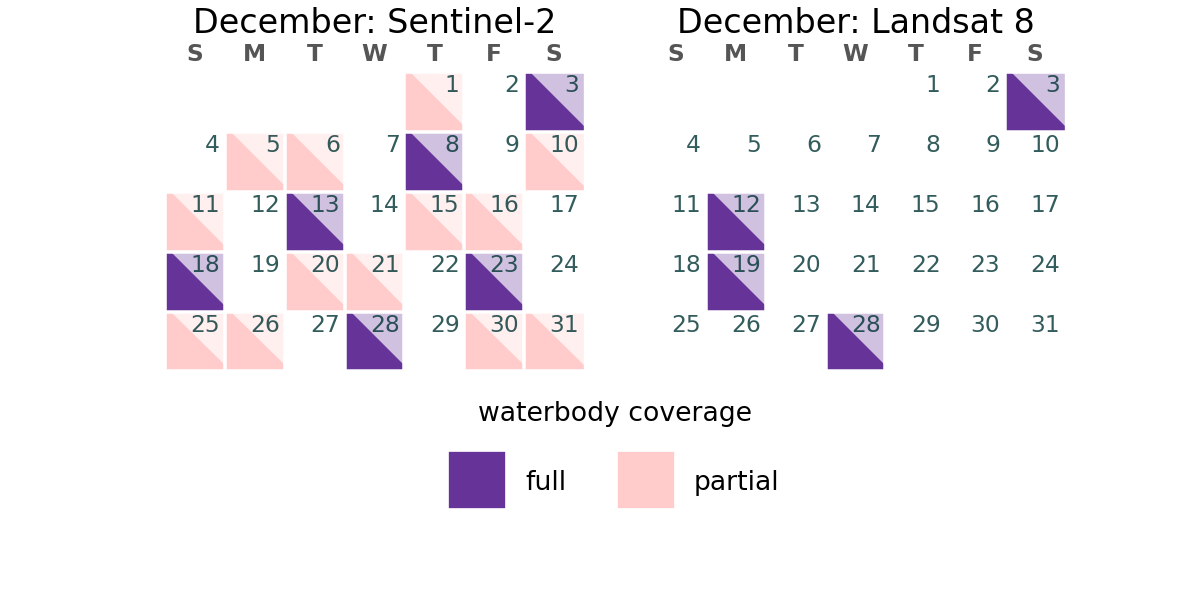 December: Sentinel-2
S M T W T F S
1 2 3
4 5 6 7 8 9 10
11 12 13 14 15 16 17
18 19 20 21 22 23 24
25 26 27 28 29 30 31
December: Landsat 8
S M T W T F S
1 2 3
4 5 6 7 8 9 10
11 12 13 14 15 16 17
18 19 20 21 22 23 24
25 26 27 28 29 30 31
waterbody coverage
full partial